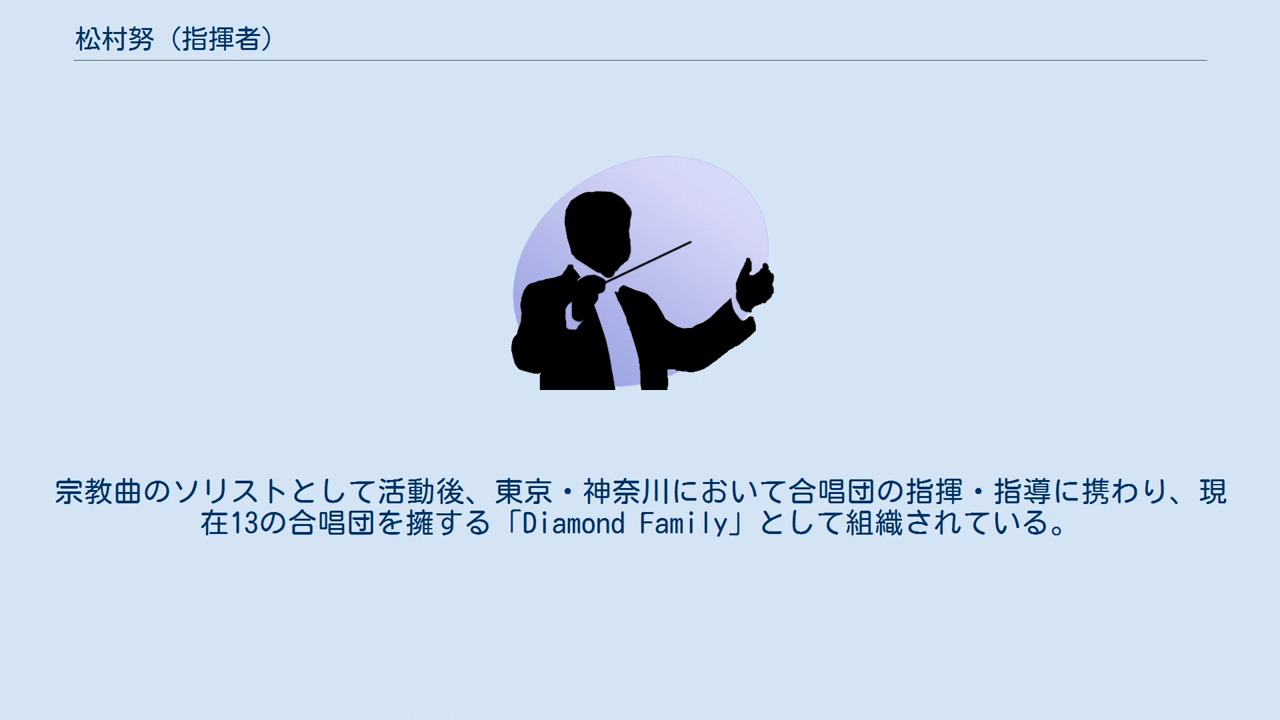 松村努（指揮者）
宗教曲のソリストとして活動後、東京・神奈川において合唱団の指揮・指導に携わり、現
在13の合唱団を擁する「Diamond Family」として組織されている。